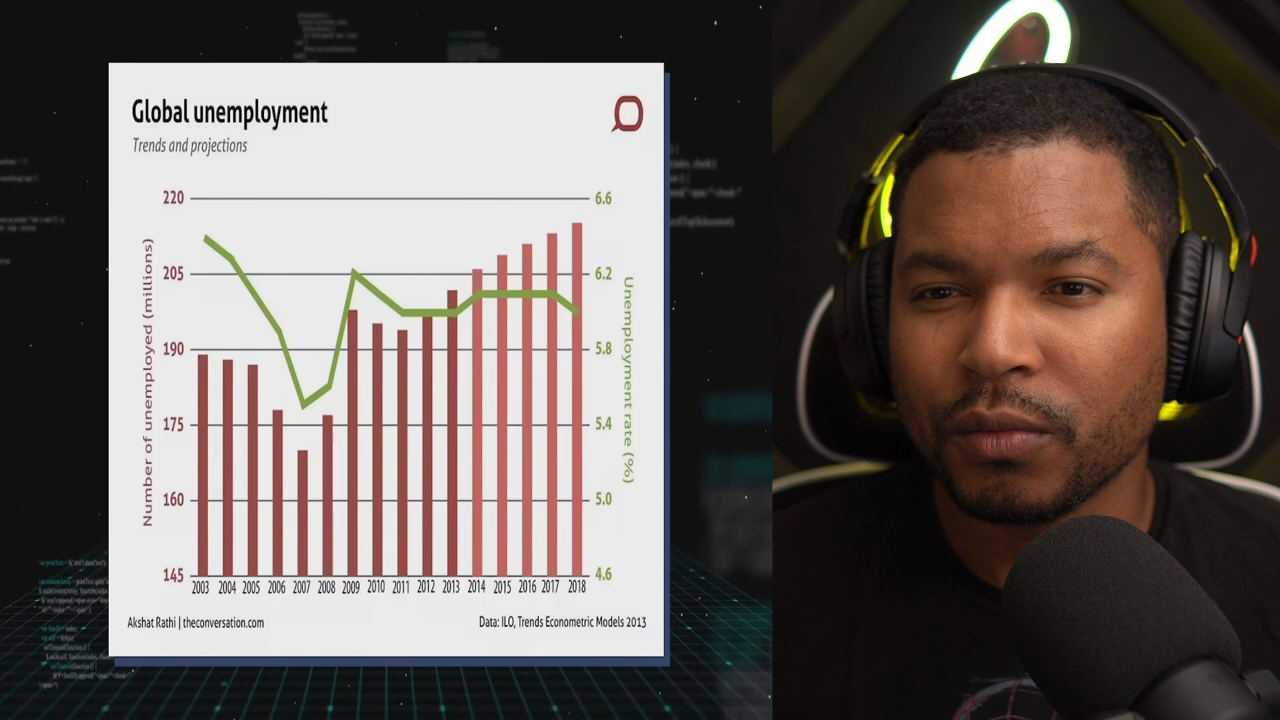 Global unemployment
Trends and projections
220
205
190
175
160
145
Number of unemployed (millions)
6.6
6.2
5.8
5.4
5.0
4.6
Unemployment rate (%)
2003 2004 2005 2006 2007 2008 2009 2010 2011 2012 2013 2014 2015 2016 2017 2018
Akshat Rathi | theconversation.com
Data: ILO, Trends Econometric Models 2013